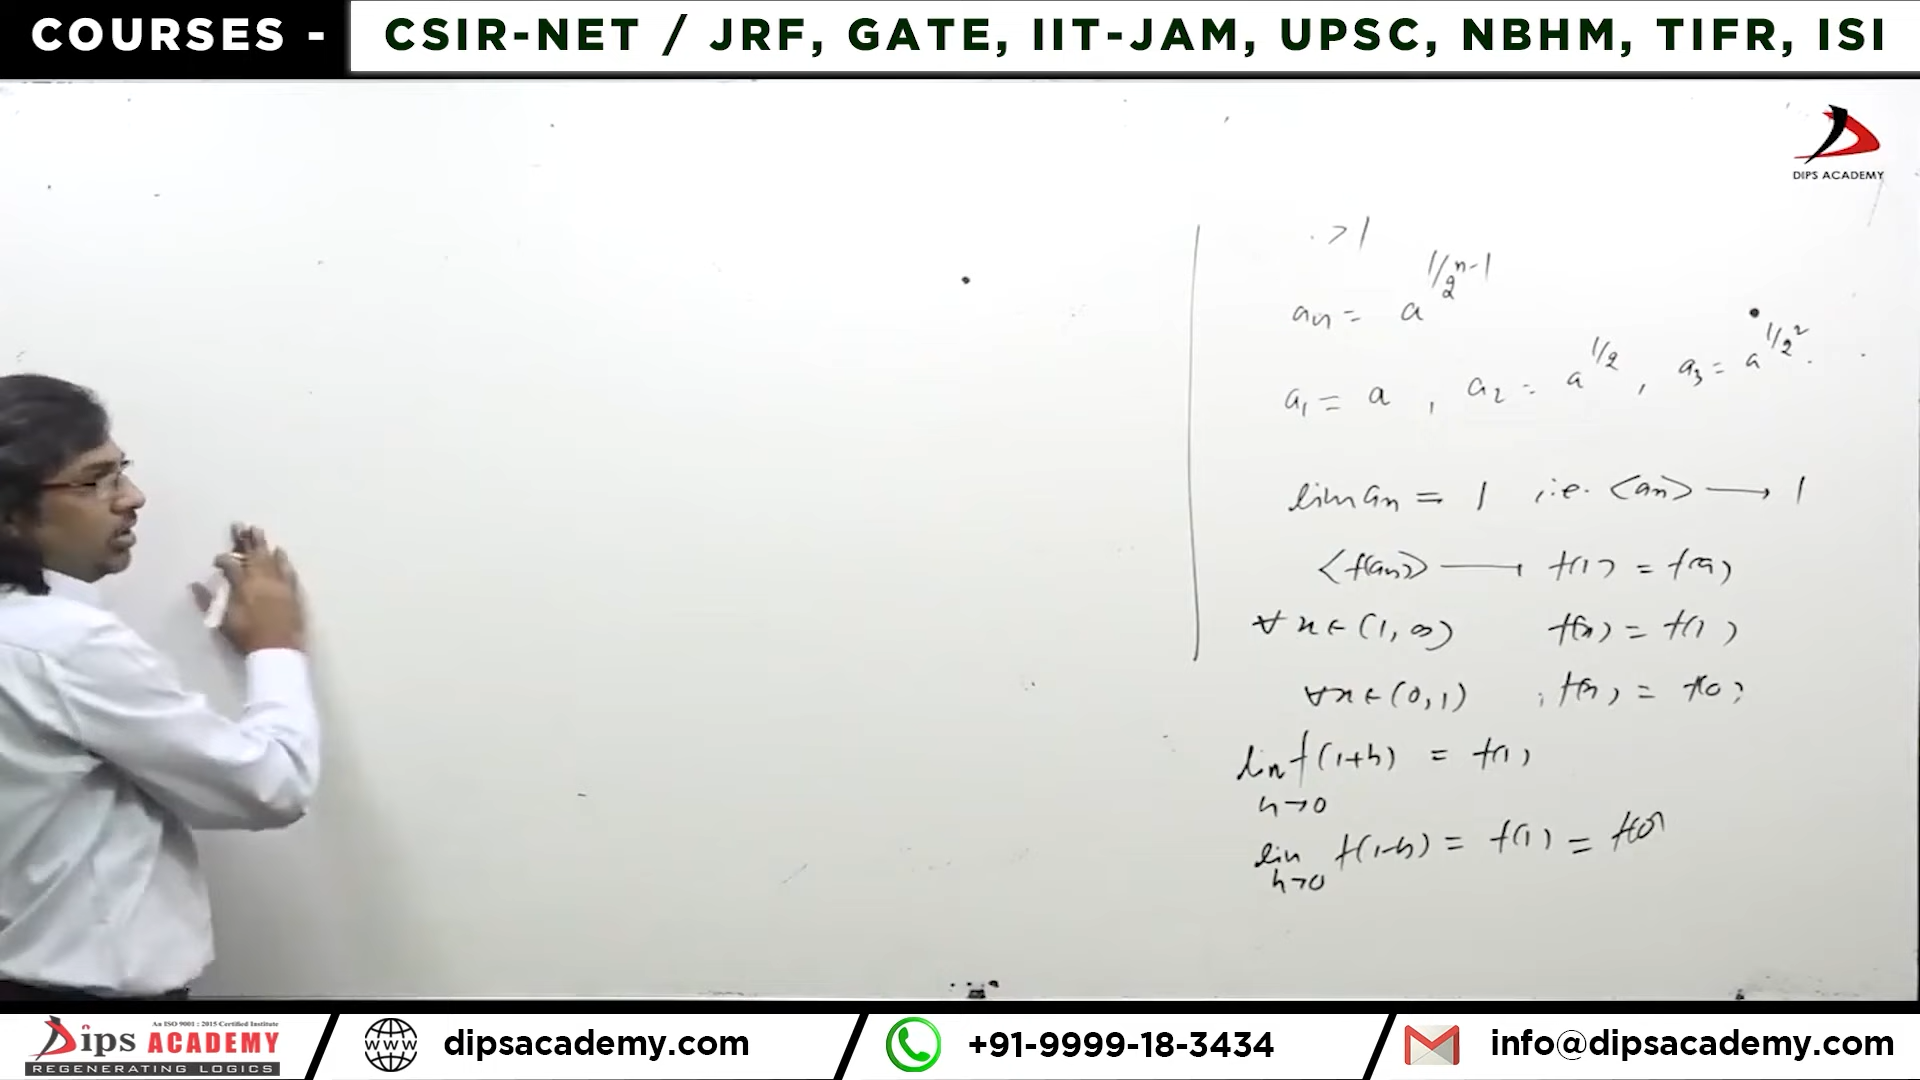 COURSES - CSIR-NET / JRF, GATE, IIT-JAM, UPSC, NBHM, TIFR, ISI
DIPS ACADEMY
. > 1
aₙ = a^(1/2^(n-1))
a₁ = a , a₂ = a^(1/2) , a₃ = a^(1/2²) . .
lim aₙ = 1 i.e. <aₙ> → 1
<f(aₙ)> → f(1) = f(a)
∀ x ∈ (1, ∞) f(x) = f(1)
∀ x ∈ (0, 1) ; f(x) = f(0)
lim f(1+h) = f(1)
h→0
lim f(1-h) = f(1) = f(0)
h→0
An ISO 9001 : 2015 Certified Institute
Dips ACADEMY
REGENERATING LOGICS
www
dipsacademy.com
+91-9999-18-3434
info@dipsacademy.com